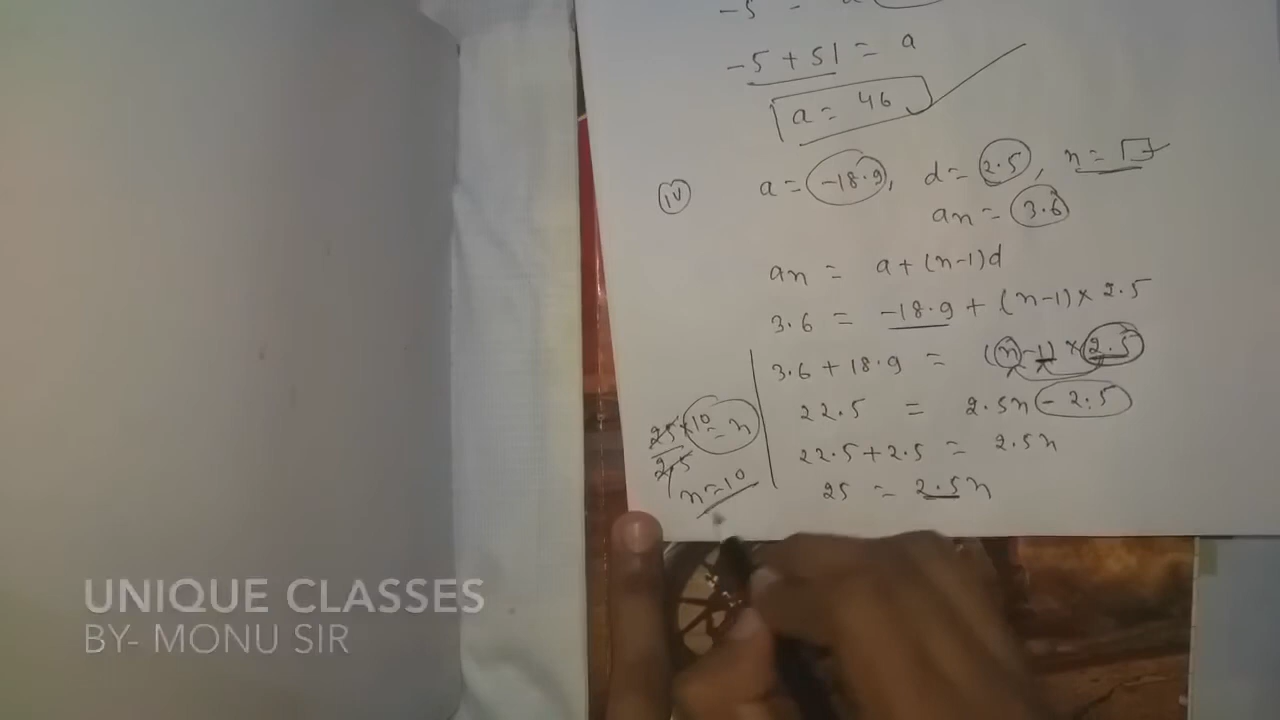 -5 =
-5 + 51 = a
a = 46
(iv) a = -18.9, d = 2.5, n =
an = 3.6
an = a + (n-1)d
3.6 = -18.9 + (n-1) × 2.5
3.6 + 18.9 = (n-1) × 2.5
22.5 = 2.5n - 2.5
22.5 + 2.5 = 2.5n
25 = 2.5n
25 × 10 = n
25
n = 10
UNIQUE CLASSES
BY- MONU SIR